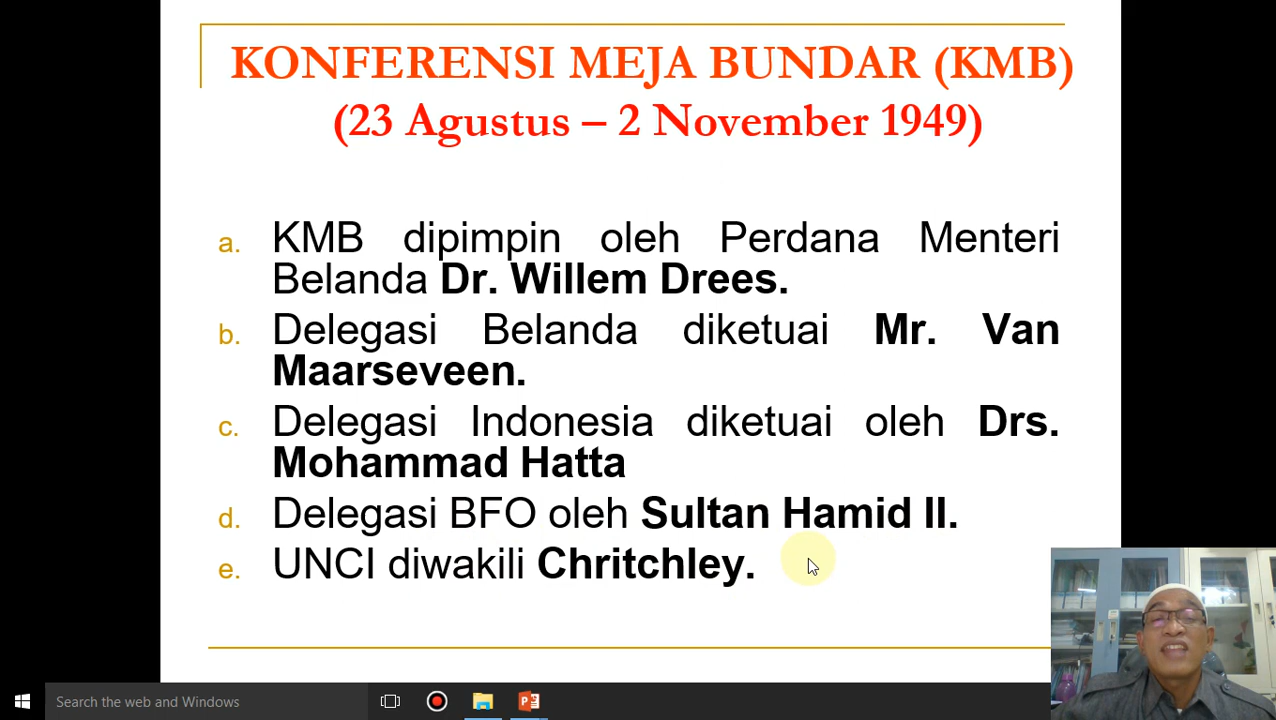 KONFERENSI MEJA BUNDAR (KMB)
(23 Agustus – 2 November 1949)
a. KMB dipimpin oleh Perdana Menteri
Belanda Dr. Willem Drees.
b. Delegasi Belanda diketuai Mr. Van
Maarseveen.
c. Delegasi Indonesia diketuai oleh Drs.
Mohammad Hatta
d. Delegasi BFO oleh Sultan Hamid II.
e. UNCI diwakili Chritchley.
Search the web and Windows